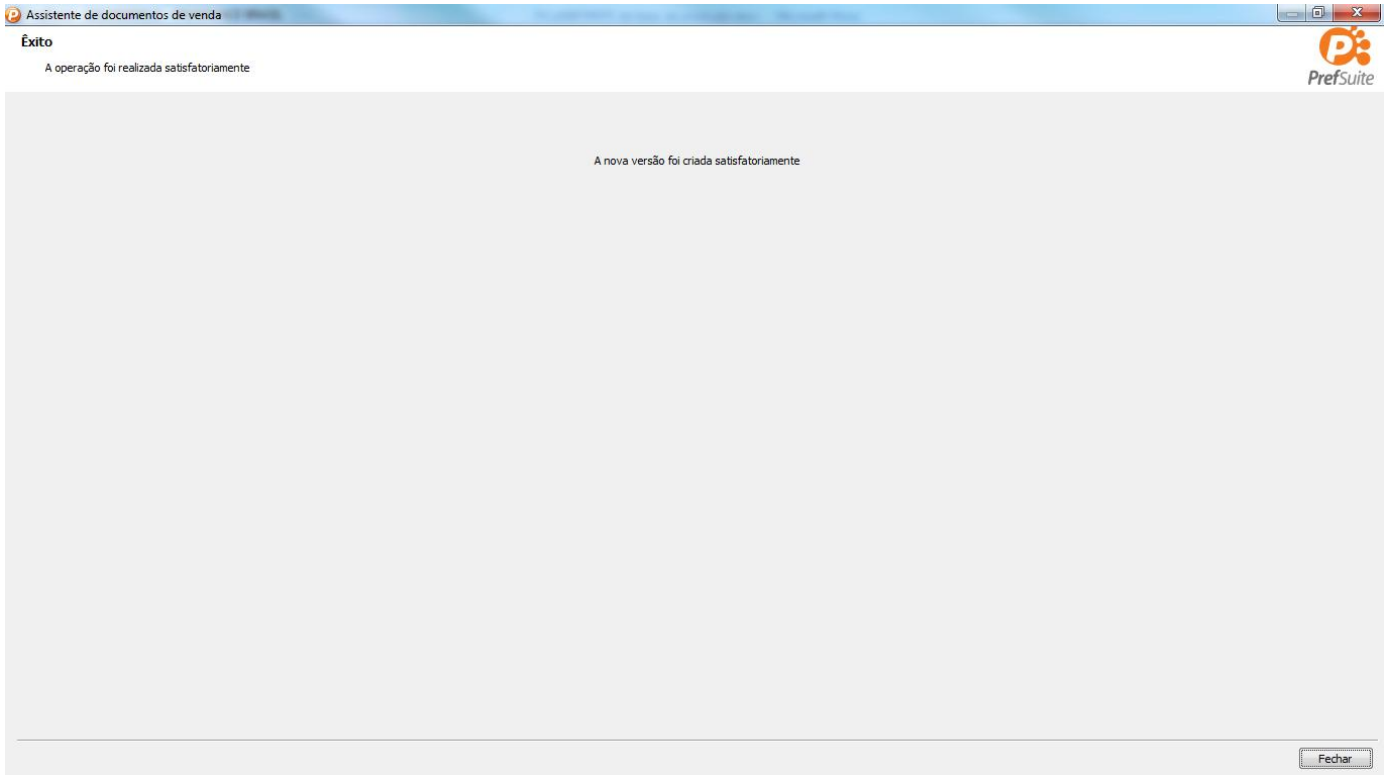 Assistente de documentos de venda
Êxito
A operação foi realizada satisfatoriamente
PrefSuite
A nova versão foi criada satisfatoriamente
Fechar